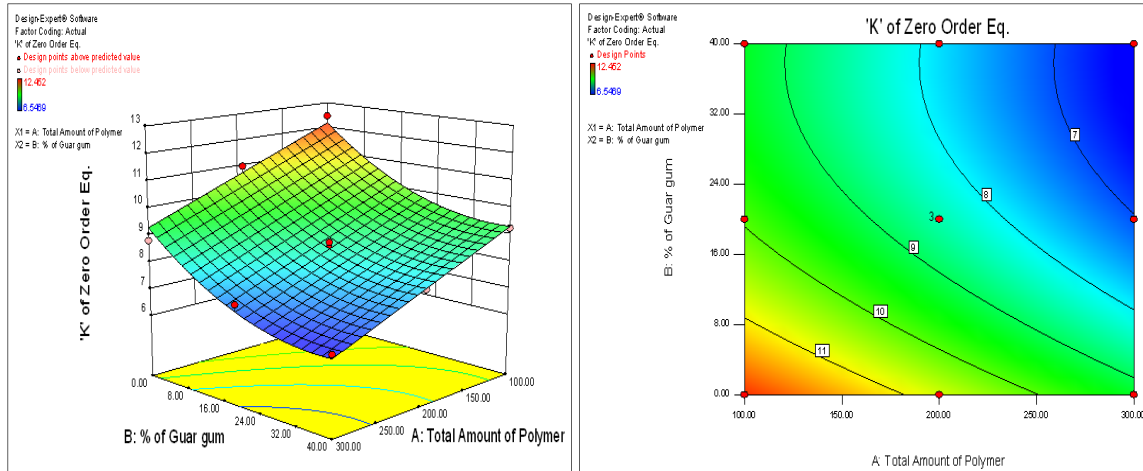 Design-Expert® Software
Factor Coding: Actual
'K' of Zero Order Eq.
Design points above predicted value
Design points below predicted value
12.462
6.5469
X1 = A: Total Amount of Polymer
X2 = B: % of Guar gum
'K' of Zero Order Eq.
13
12
11
10
9
8
7
6
0.00
8.00
16.00
24.00
32.00
40.00
300.00
250.00
200.00
150.00
100.00
B: % of Guar gum
A: Total Amount of Polymer
Design-Expert® Software
Factor Coding: Actual
'K' of Zero Order Eq.
Design Points
12.462
6.5469
X1 = A: Total Amount of Polymer
X2 = B: % of Guar gum
'K' of Zero Order Eq.
B: % of Guar gum
40.00
32.00
24.00
16.00
8.00
0.00
7
8
3
9
10
11
100.00
150.00
200.00
250.00
300.00
A: Total Amount of Polymer